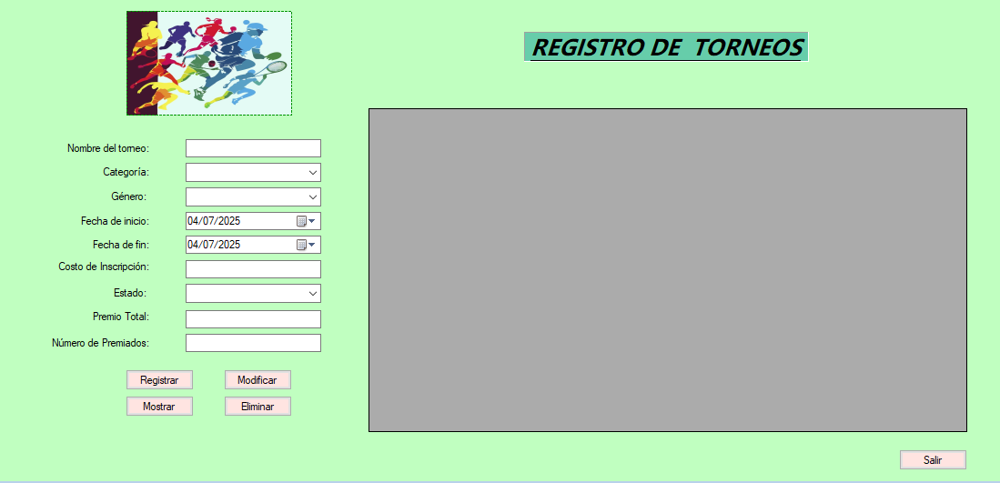 REGISTRO DE TORNEOS
Nombre del torneo:
Categoría:
Género:
Fecha de inicio: 04/07/2025
Fecha de fin: 04/07/2025
Costo de Inscripción:
Estado:
Premio Total:
Número de Premiados:
Registrar Modificar
Mostrar Eliminar
Salir